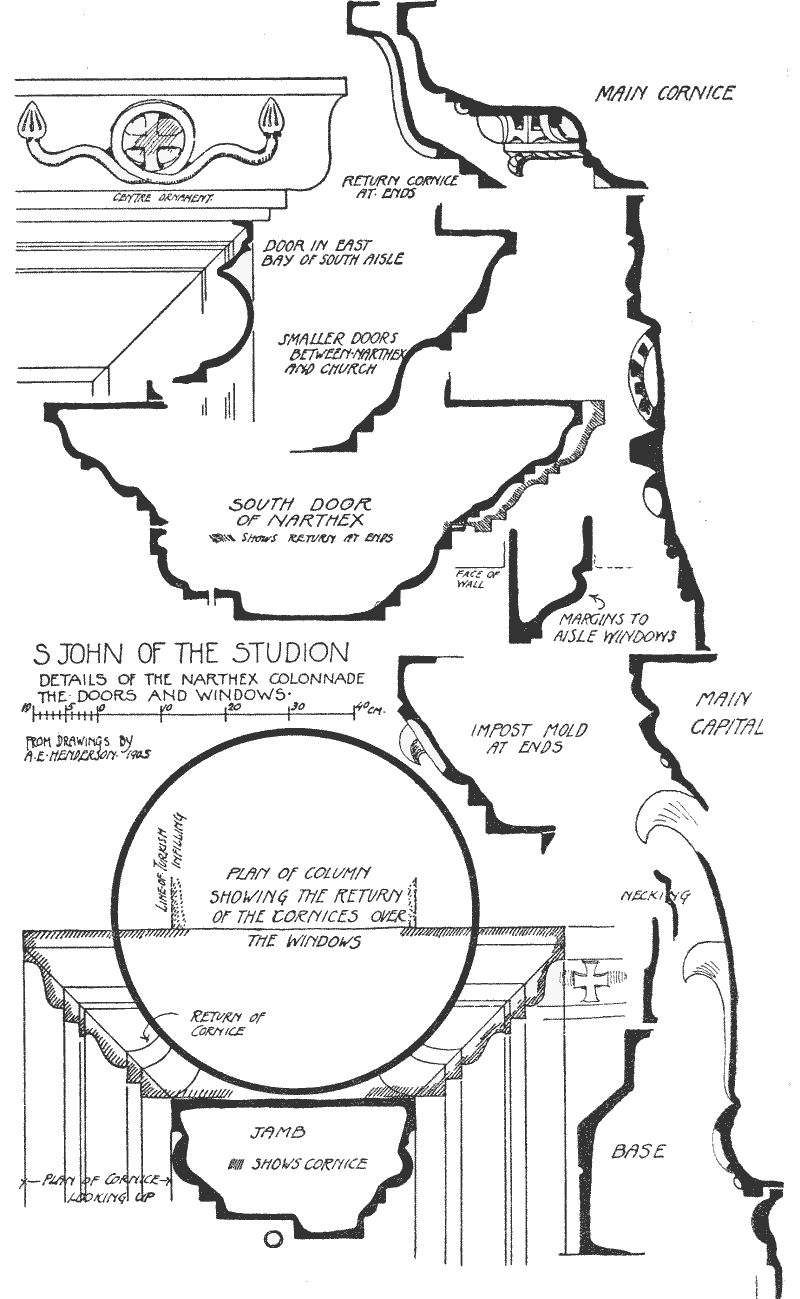 MAIN CORNICE
RETURN CORNICE
AT ENDS
CENTRE ORNAMENT.
DOOR IN EAST
BAY OF SOUTH AISLE
SMALLER DOORS
BETWEEN NARTHEX
AND CHURCH
SOUTH DOOR
OF NARTHEX
SHOWS RETURN AT ENDS
FACE OF
WALL
MARGINS TO
AISLE WINDOWS
S JOHN OF THE STUDION
DETAILS OF THE NARTHEX COLONNADE
THE DOORS AND WINDOWS.
10 5 0 10 20 30 40 CM.
FROM DRAWINGS BY
A.E. HENDERSON. 1905
IMPOST MOLD
AT ENDS
MAIN
CAPITAL
LINE OF TURKISH
INFILLING
PLAN OF COLUMN
SHOWING THE RETURN
OF THE CORNICES OVER
THE WINDOWS
NECKING
RETURN OF
CORNICE
JAMB
SHOWS CORNICE
PLAN OF CORNICE
LOOKING UP
BASE